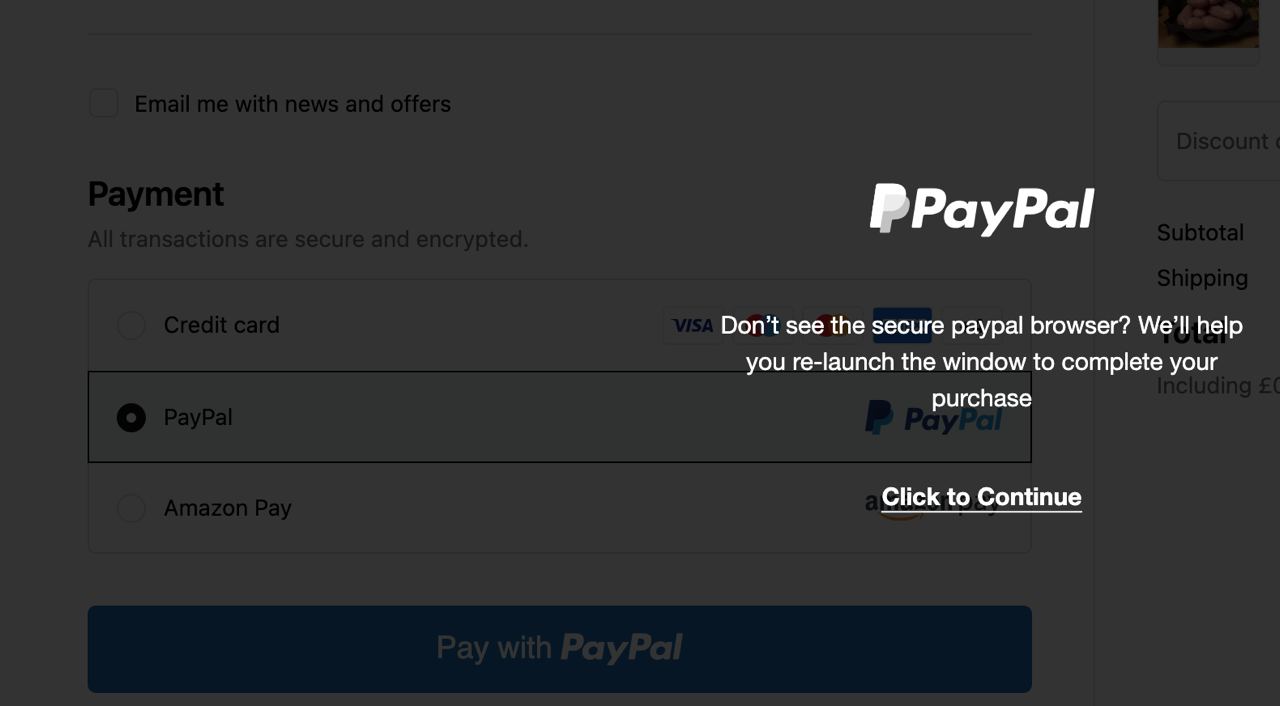 Email me with news and offers
Payment
All transactions are secure and encrypted.
Credit card
VISA
PayPal
PayPal
Amazon Pay
Pay with PayPal
PayPal
Don’t see the secure paypal browser? We’ll help
you re-launch the window to complete your
purchase
Click to Continue
Discount
Subtotal
Shipping
Total
Including